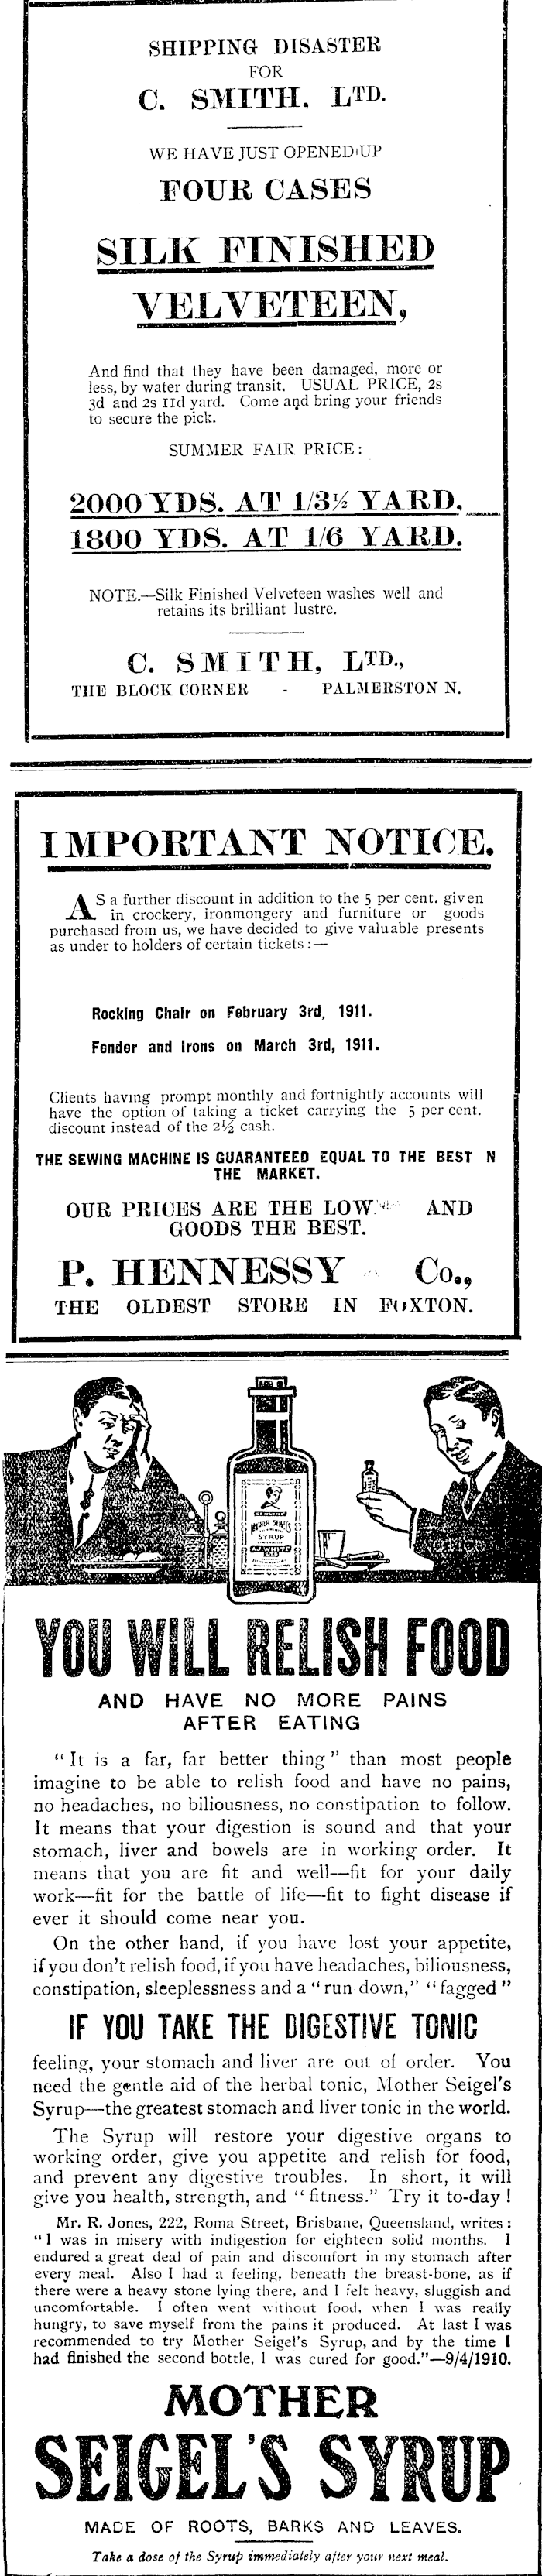 SHIPPING DISASTER
FOR
C. SMITH, LTD.
WE HAVE JUST OPENED UP
FOUR CASES
SILK FINISHED
VELVETEEN,
And find that they have been damaged, more or
less, by water during transit. USUAL PRICE, 2s
3d and 2s 11d yard. Come and bring your friends
to secure the pick.
SUMMER FAIR PRICE:
2000 YDS. AT 1/3½ YARD.
1800 YDS. AT 1/6 YARD.
NOTE.—Silk Finished Velveteen washes well and
retains its brilliant lustre.
C. SMITH, LTD.,
THE BLOCK CORNER - PALMERSTON N.
IMPORTANT NOTICE.
AS a further discount in addition to the 5 per cent. given
in crockery, ironmongery and furniture or goods
purchased from us, we have decided to give valuable presents
as under to holders of certain tickets:—
Rocking Chair on February 3rd, 1911.
Fender and Irons on March 3rd, 1911.
Clients having prompt monthly and fortnightly accounts will
have the option of taking a ticket carrying the 5 per cent.
discount instead of the 2½ cash.
THE SEWING MACHINE IS GUARANTEED EQUAL TO THE BEST N
THE MARKET.
OUR PRICES ARE THE LOW AND
GOODS THE BEST.
P. HENNESSY Co.,
THE OLDEST STORE IN FOXTON.
GENUINE
MOTHER SEIGEL'S
SYRUP
A.J. WHITE
YOU WILL RELISH FOOD
AND HAVE NO MORE PAINS
AFTER EATING
"It is a far, far better thing" than most people
imagine to be able to relish food and have no pains,
no headaches, no biliousness, no constipation to follow.
It means that your digestion is sound and that your
stomach, liver and bowels are in working order. It
means that you are fit and well—fit for your daily
work—fit for the battle of life—fit to fight disease if
ever it should come near you.
On the other hand, if you have lost your appetite,
if you don't relish food, if you have headaches, biliousness,
constipation, sleeplessness and a "run down," "fagged"
IF YOU TAKE THE DIGESTIVE TONIC
feeling, your stomach and liver are out of order. You
need the gentle aid of the herbal tonic, Mother Seigel's
Syrup—the greatest stomach and liver tonic in the world.
The Syrup will restore your digestive organs to
working order, give you appetite and relish for food,
and prevent any digestive troubles. In short, it will
give you health, strength, and "fitness." Try it to-day!
Mr. R. Jones, 222, Roma Street, Brisbane, Queensland, writes:
"I was in misery with indigestion for eighteen solid months. I
endured a great deal of pain and discomfort in my stomach after
every meal. Also I had a feeling, beneath the breast-bone, as if
there were a heavy stone lying there, and I felt heavy, sluggish and
uncomfortable. I often went without food, when I was really
hungry, to save myself from the pains it produced. At last I was
recommended to try Mother Seigel's Syrup, and by the time I
had finished the second bottle, I was cured for good."—9/4/1910.
MOTHER
SEIGEL'S SYRUP
MADE OF ROOTS, BARKS AND LEAVES.
Take a dose of the Syrup immediately after your next meal.